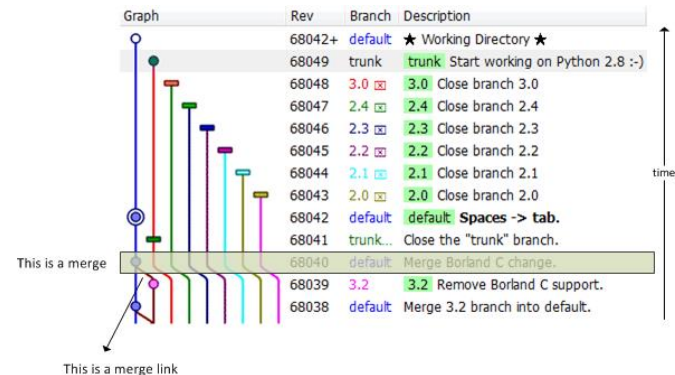 Graph Rev Branch Description
68042+ default ★ Working Directory ★
68049 trunk trunk Start working on Python 2.8 :-)
68048 3.0 3.0 Close branch 3.0
68047 2.4 2.4 Close branch 2.4
68046 2.3 2.3 Close branch 2.3
68045 2.2 2.2 Close branch 2.2
68044 2.1 2.1 Close branch 2.1
time
68043 2.0 2.0 Close branch 2.0
68042 default default Spaces -> tab.
68041 trunk... Close the "trunk" branch.
This is a merge 68040 default Merge Borland C change.
68039 3.2 3.2 Remove Borland C support.
68038 default Merge 3.2 branch into default.
This is a merge link